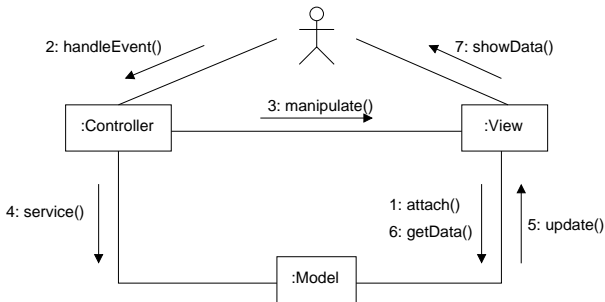 2: handleEvent()
7: showData()
3: manipulate()
:Controller
:View
4: service()
1: attach()
6: getData()
5: update()
:Model